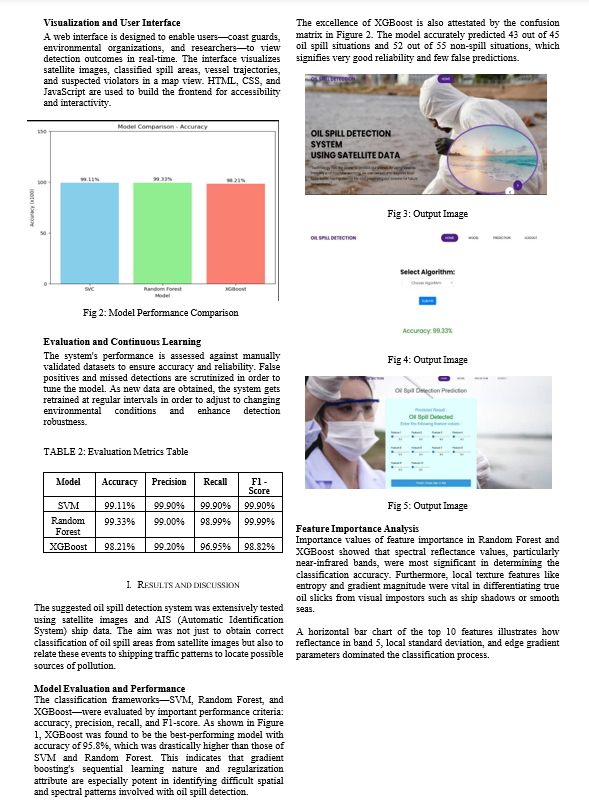 Visualization and User Interface
A web interface is designed to enable users—coast guards,
environmental organizations, and researchers—to view
detection outcomes in real-time. The interface visualizes
satellite images, classified spill areas, vessel trajectories,
and suspected violators in a map view. HTML, CSS, and
JavaScript are used to build the frontend for accessibility
and interactivity.
Model Comparison - Accuracy
150
100
50
0
Accuracy (x100)
99.11%
99.33%
98.21%
SVC
Random Forest
XGBoost
Model
Fig 2: Model Performance Comparison
Evaluation and Continuous Learning
The system's performance is assessed against manually
validated datasets to ensure accuracy and reliability. False
positives and missed detections are scrutinized in order to
tune the model. As new data are obtained, the system gets
retrained at regular intervals in order to adjust to changing
environmental conditions and enhance detection
robustness.
TABLE 2: Evaluation Metrics Table
Model Accuracy Precision Recall F1 - Score
SVM 99.11% 99.90% 99.90% 99.90%
Random Forest 99.33% 99.00% 98.99% 99.99%
XGBoost 98.21% 99.20% 96.95% 98.82%
I. RESULTS AND DISCUSSION
The suggested oil spill detection system was extensively tested
using satellite images and AIS (Automatic Identification
System) ship data. The aim was not just to obtain correct
classification of oil spill areas from satellite images but also to
relate these events to shipping traffic patterns to locate possible
sources of pollution.
Model Evaluation and Performance
The classification frameworks—SVM, Random Forest, and
XGBoost—were evaluated by important performance criteria:
accuracy, precision, recall, and F1-score. As shown in Figure
1, XGBoost was found to be the best-performing model with
accuracy of 95.8%, which was drastically higher than those of
SVM and Random Forest. This indicates that gradient
boosting's sequential learning nature and regularization
attribute are especially potent in identifying difficult spatial
and spectral patterns involved with oil spill detection.
The excellence of XGBoost is also attested by the confusion
matrix in Figure 2. The model accurately predicted 43 out of 45
oil spill situations and 52 out of 55 non-spill situations, which
signifies very good reliability and few false predictions.
OIL SPILL DETECTION
HOME
OIL SPILL DETECTION
SYSTEM
USING SATELLITE DATA
Fig 3: Output Image
OIL SPILL DETECTION
HOME
MODEL
PREDICTION
LOGOUT
Select Algorithm:
Choose Algorithm
Submit
Accuracy: 99.33%
Fig 4: Output Image
Oil Spill Detection Prediction
Predicted Result:
Oil Spill Detected
Enter the following feature values:
Fig 5: Output Image
Feature Importance Analysis
Importance values of feature importance in Random Forest and
XGBoost showed that spectral reflectance values, particularly
near-infrared bands, were most significant in determining the
classification accuracy. Furthermore, local texture features like
entropy and gradient magnitude were vital in differentiating true
oil slicks from visual impostors such as ship shadows or smooth
seas.
A horizontal bar chart of the top 10 features illustrates how
reflectance in band 5, local standard deviation, and edge gradient
parameters dominated the classification process.